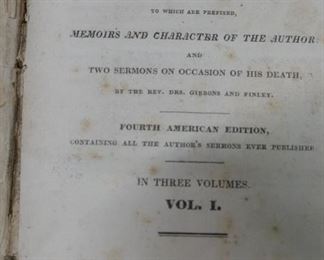 TO WHICH ARE PREFIXED,
MEMOIRS AND CHARACTER OF THE AUTHOR
AND
TWO SERMONS ON OCCASION OF HIS DEATH,
BY THE REV. DRS. GIBBONS AND FINLEY.
FOURTH AMERICAN EDITION,
CONTAINING ALL THE AUTHOR'S SERMONS EVER PUBLISHED
IN THREE VOLUMES.
VOL. I.